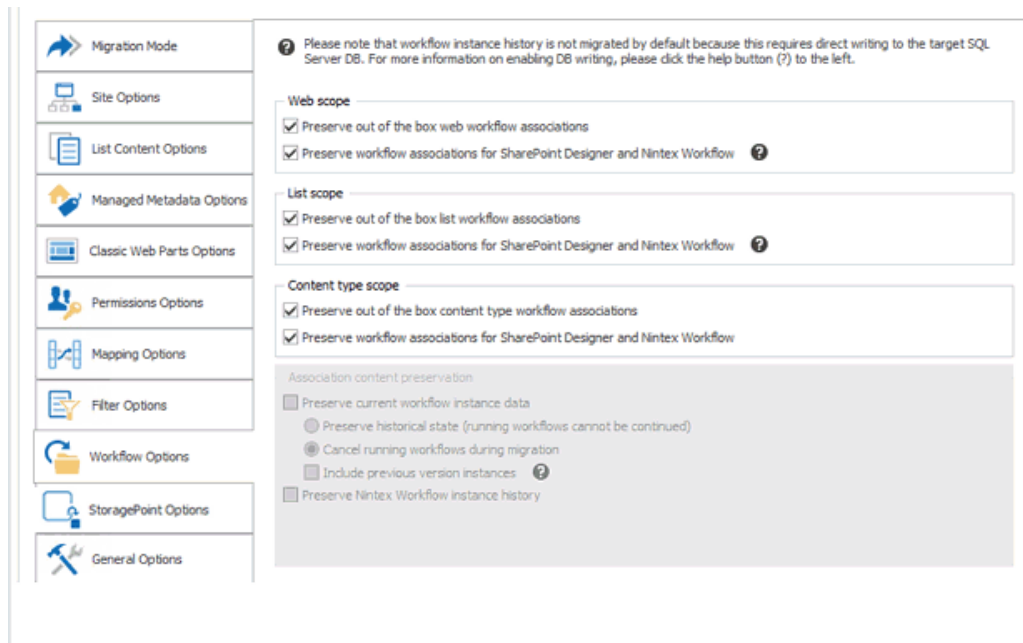 Migration Mode
Site Options
List Content Options
Managed Metadata Options
Classic Web Parts Options
Permissions Options
Mapping Options
Filter Options
Workflow Options
StoragePoint Options
General Options
Please note that workflow instance history is not migrated by default because this requires direct writing to the target SQL
Server DB. For more information on enabling DB writing, please click the help button (?) to the left.
Web scope
Preserve out of the box web workflow associations
Preserve workflow associations for SharePoint Designer and Nintex Workflow ?
List scope
Preserve out of the box list workflow associations
Preserve workflow associations for SharePoint Designer and Nintex Workflow ?
Content type scope
Preserve out of the box content type workflow associations
Preserve workflow associations for SharePoint Designer and Nintex Workflow
Association content preservation
Preserve current workflow instance data
Preserve historical state (running workflows cannot be continued)
Cancel running workflows during migration
Include previous version instances ?
Preserve Nintex Workflow instance history